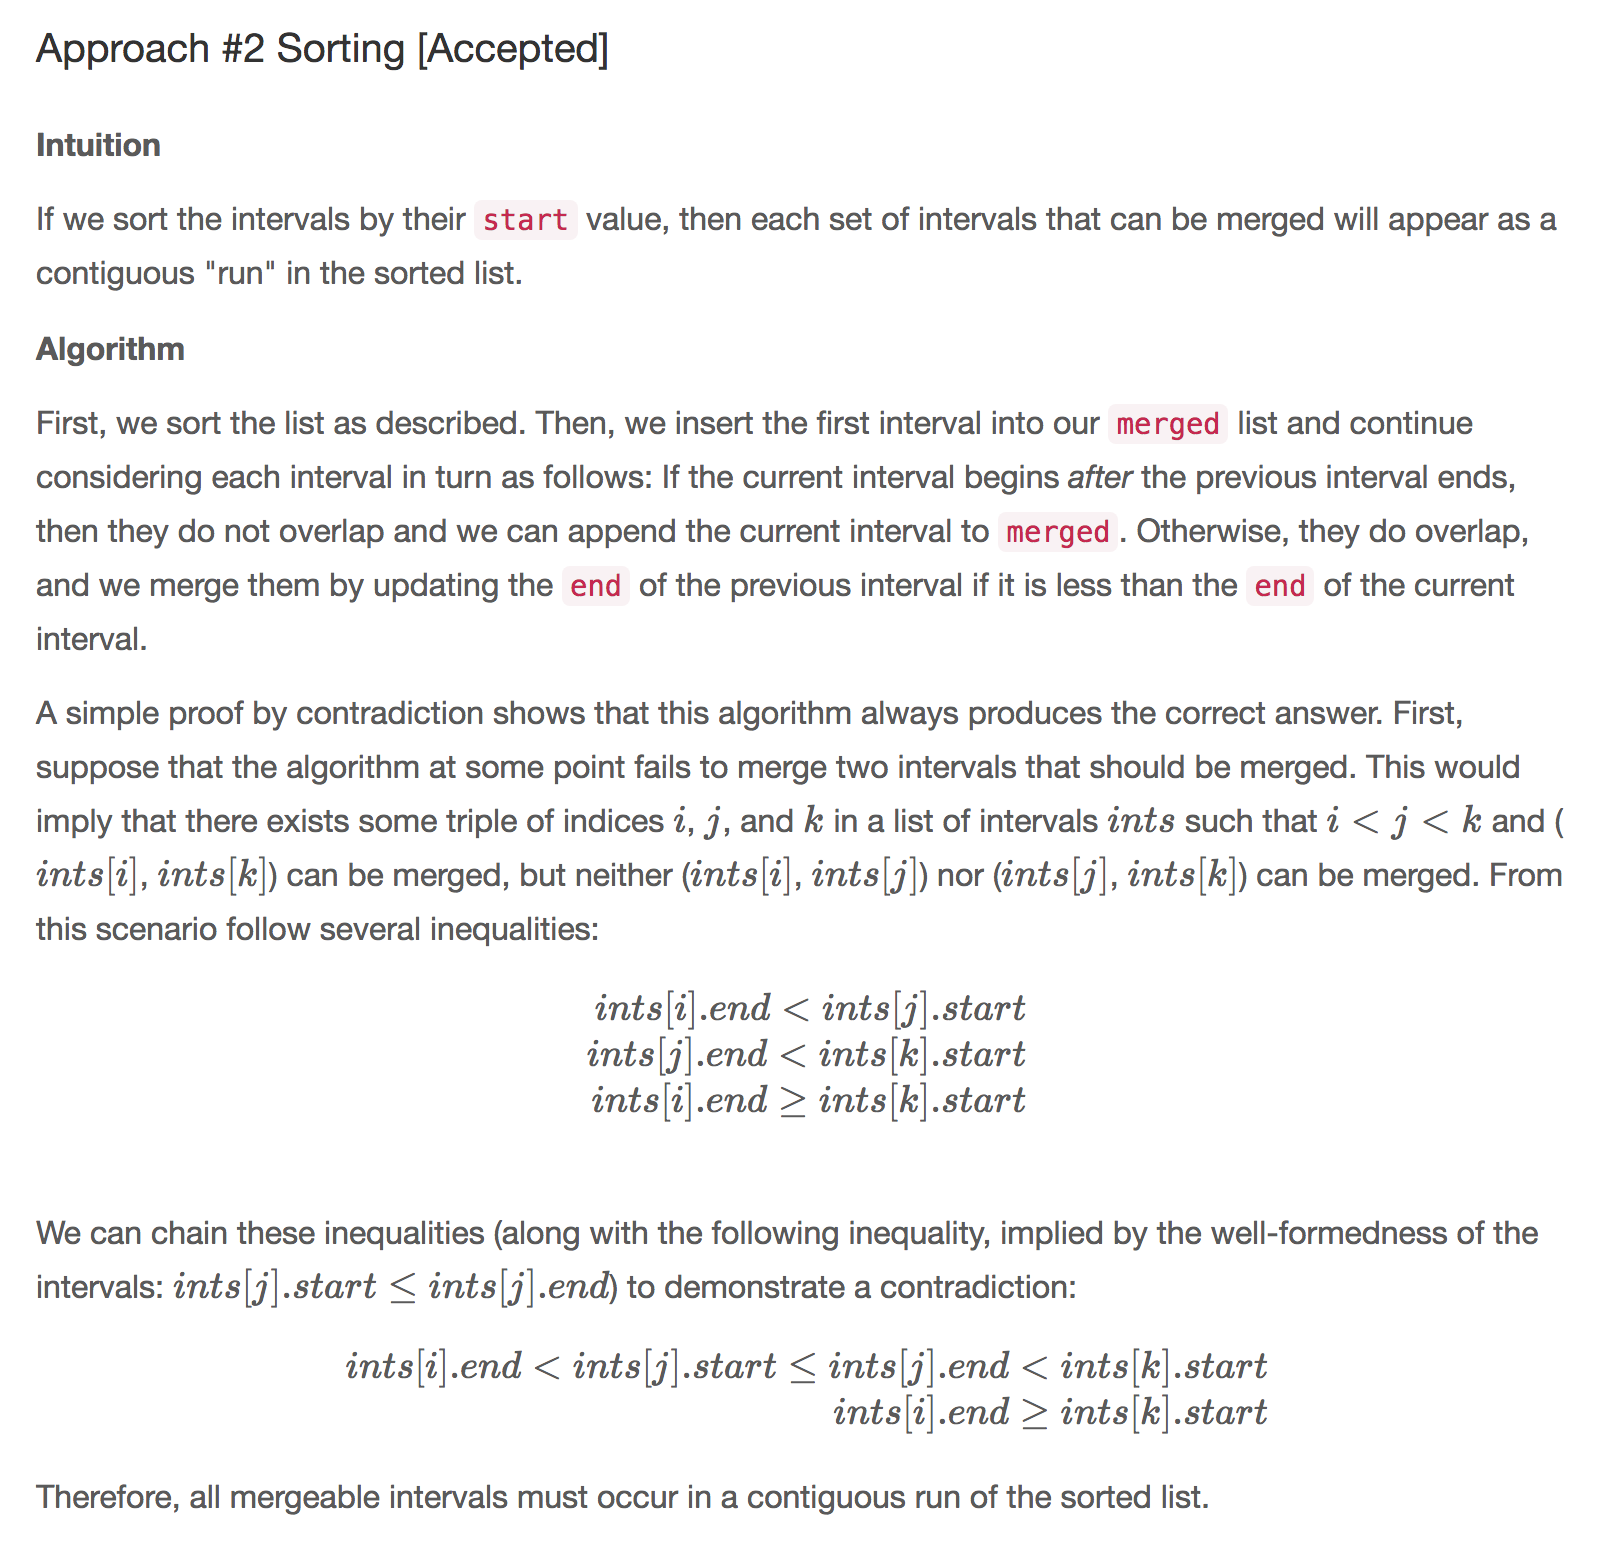 Approach #2 Sorting [Accepted]
Intuition
If we sort the intervals by their start value, then each set of intervals that can be merged will appear as a
contiguous "run" in the sorted list.
Algorithm
First, we sort the list as described. Then, we insert the first interval into our merged list and continue
considering each interval in turn as follows: If the current interval begins after the previous interval ends,
then they do not overlap and we can append the current interval to merged. Otherwise, they do overlap,
and we merge them by updating the end of the previous interval if it is less than the end of the current
interval.
A simple proof by contradiction shows that this algorithm always produces the correct answer. First,
suppose that the algorithm at some point fails to merge two intervals that should be merged. This would
imply that there exists some triple of indices i, j, and k in a list of intervals ints such that i < j < k and (
ints[i], ints[k]) can be merged, but neither (ints[i], ints[j]) nor (ints[j], ints[k]) can be merged. From
this scenario follow several inequalities:
ints[i].end < ints[j].start
ints[j].end < ints[k].start
ints[i].end ≥ ints[k].start
We can chain these inequalities (along with the following inequality, implied by the well-formedness of the
intervals: ints[j].start ≤ ints[j].end) to demonstrate a contradiction:
ints[i].end < ints[j].start ≤ ints[j].end < ints[k].start
ints[i].end ≥ ints[k].start
Therefore, all mergeable intervals must occur in a contiguous run of the sorted list.